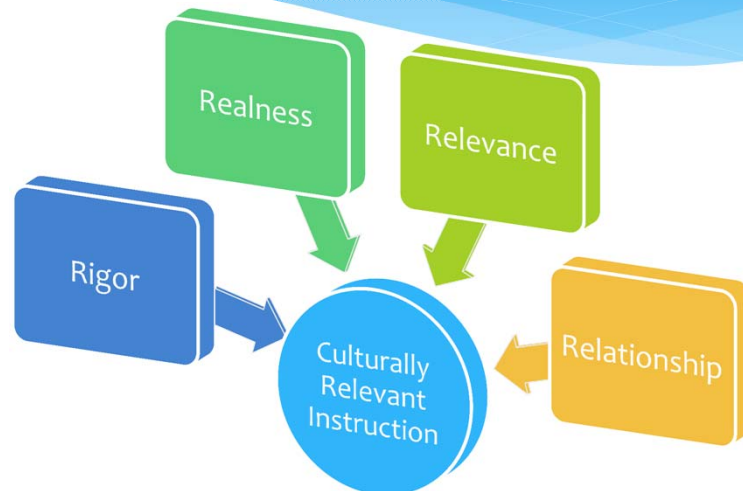 Realness
Relevance
Rigor
Relationship
Culturally
Relevant
Instruction